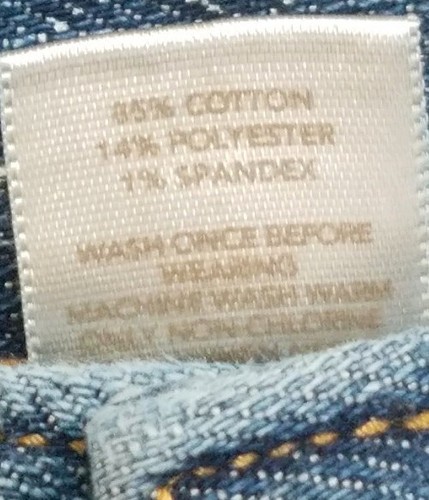 85% COTTON
14% POLYESTER
1% SPANDEX
WASH ONCE BEFORE
WEARING
MACHINE WASH WARM
ONLY NON-CHLORINE